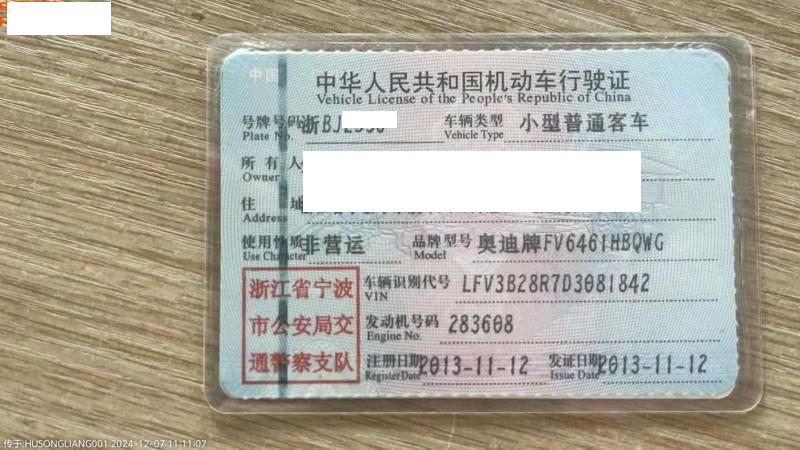 中国
中华人民共和国机动车行驶证
Vehicle License of the People's Republic of China
号牌号码 浙BJ 车辆类型 小型普通客车
Plate No. Vehicle Type
所有人
Owner
住址
Address
使用性质 非营运 品牌型号 奥迪牌FV6461HBQWG
Use Character Model
浙江省宁波 车辆识别代号 LFV3B28R7D3081842
VIN
市公安局交 发动机号码 283608
Engine No.
通警察支队 注册日期 2013-11-12 发证日期 2013-11-12
Register Date Issue Date
传于:HUSONGLIANG001 2024-12-07 11:11:07